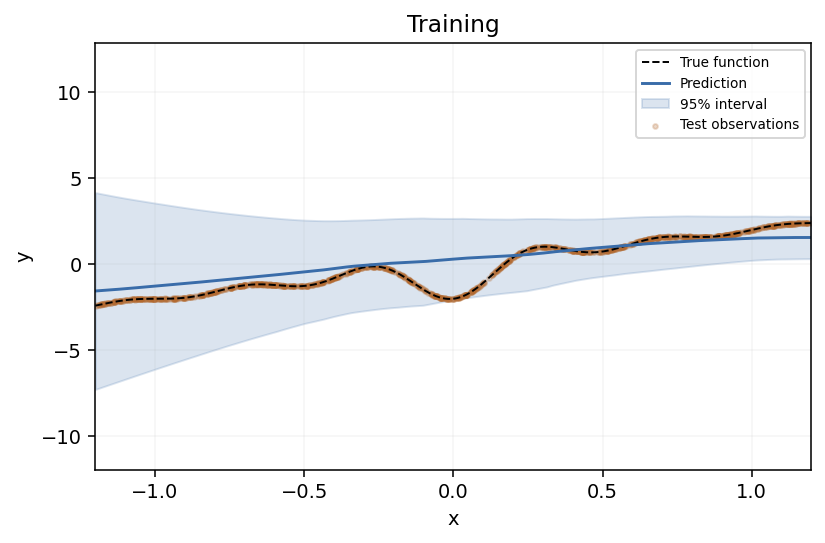 Training
True function
Prediction
95% interval
Test observations
10
5
0
−5
−10
y
−1.0 −0.5 0.0 0.5 1.0
x